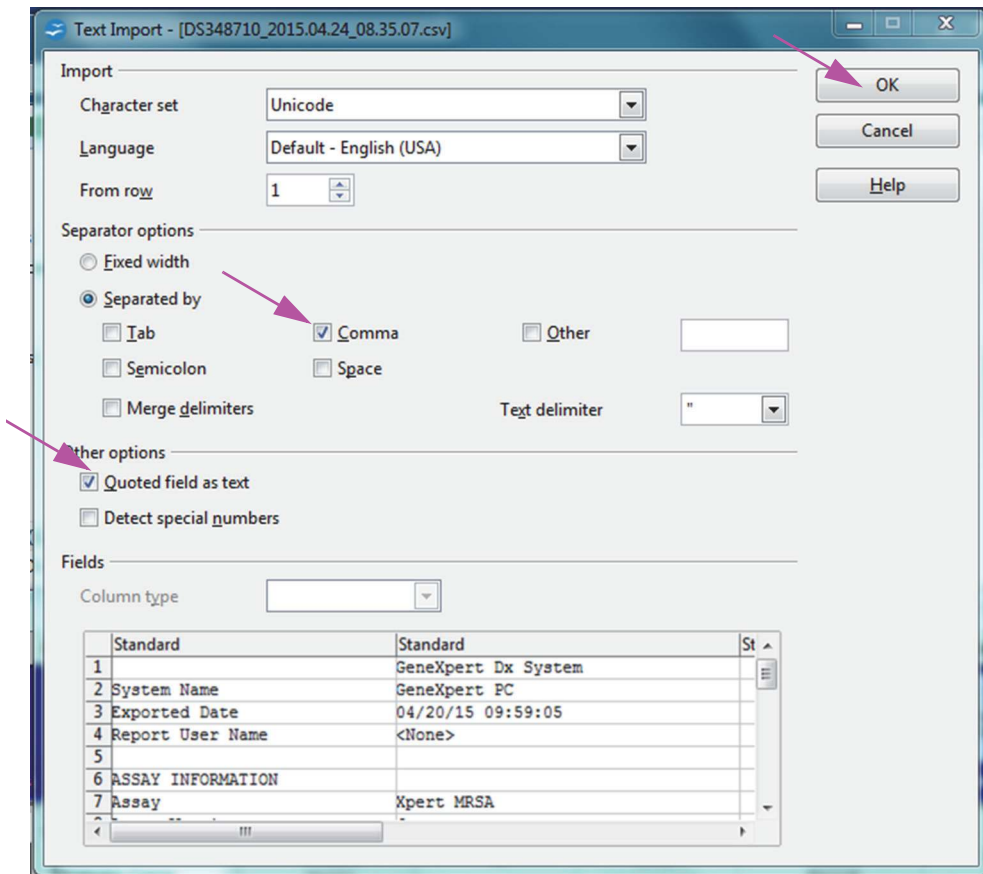 Text Import - [DS348710_2015.04.24_08.35.07.csv]
Import
OK
Character set Unicode
Cancel
Language Default - English (USA)
From row 1
Help
Separator options
Fixed width
Separated by
Tab Comma Other
Semicolon Space
Merge delimiters Text delimiter "
Other options
Quoted field as text
Detect special numbers
Fields
Column type
Standard Standard St
1 GeneXpert Dx System
2 System Name GeneXpert PC
3 Exported Date 04/20/15 09:59:05
4 Report User Name <None>
5
6 ASSAY INFORMATION
7 Assay Xpert MRSA